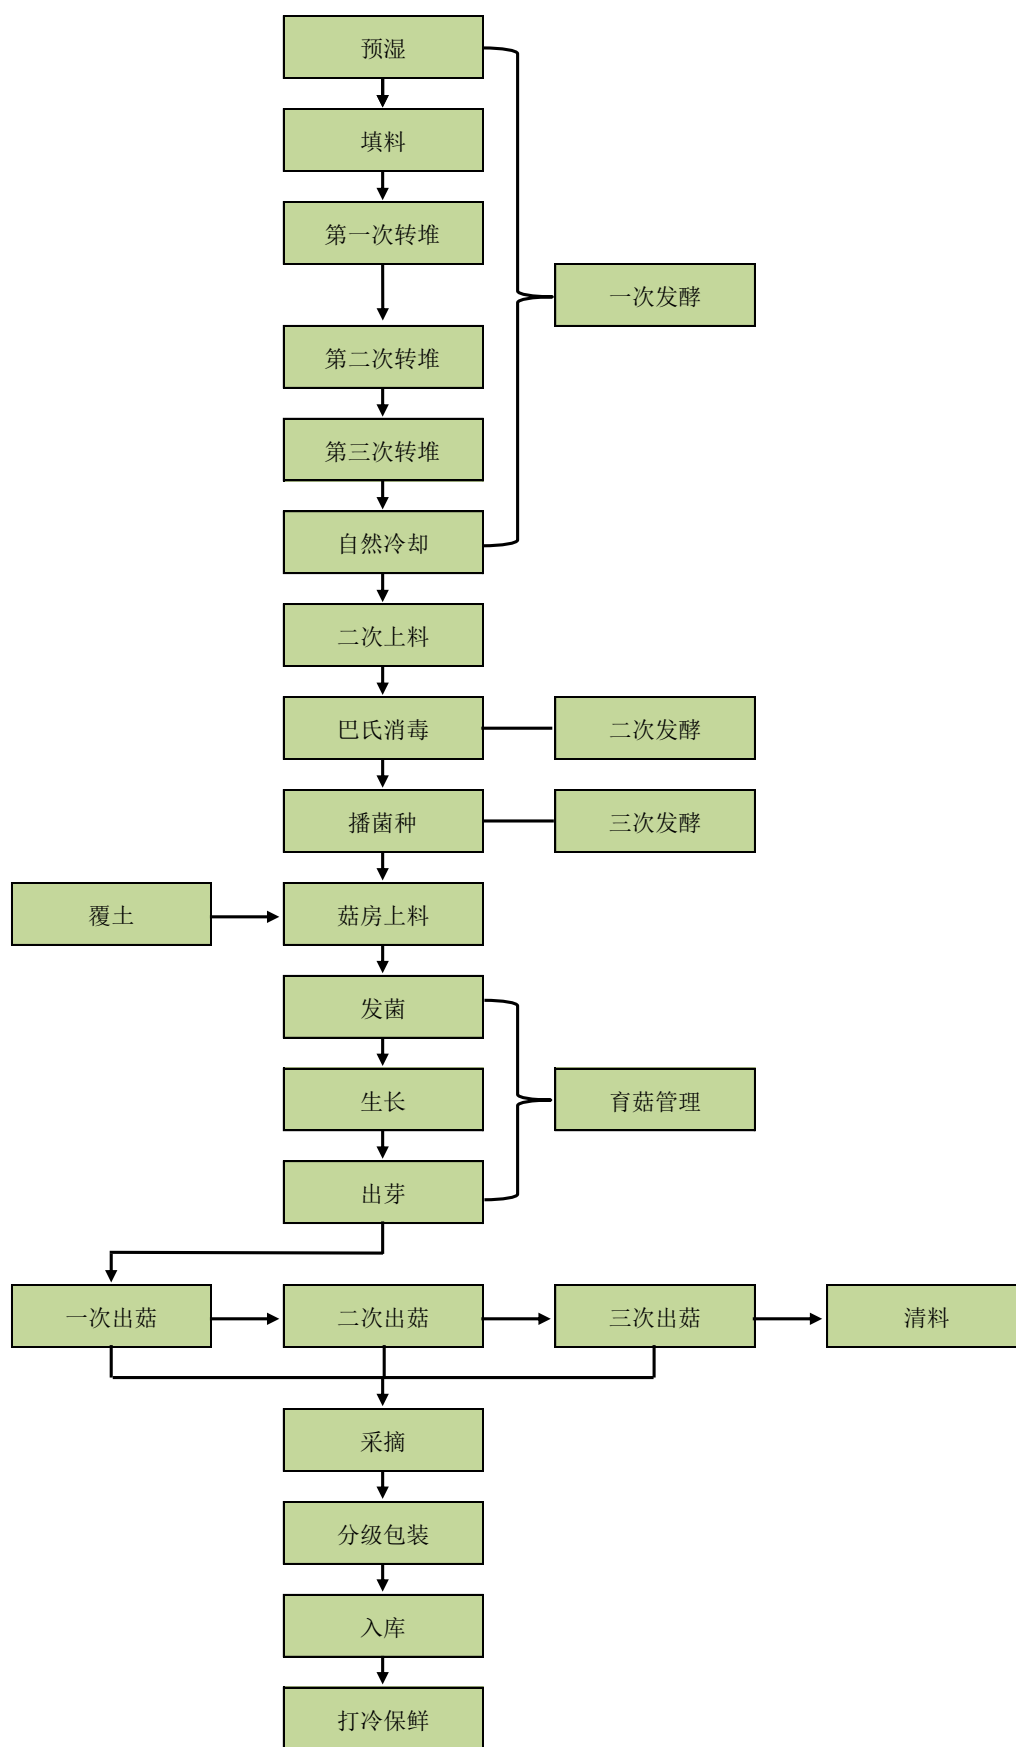 预湿
填料
第一次转堆
一次发酵
第二次转堆
第三次转堆
自然冷却
二次上料
巴氏消毒
二次发酵
播菌种
三次发酵
覆土
菇房上料
发菌
生长
育菇管理
出芽
一次出菇
二次出菇
三次出菇
清料
采摘
分级包装
入库
打冷保鲜